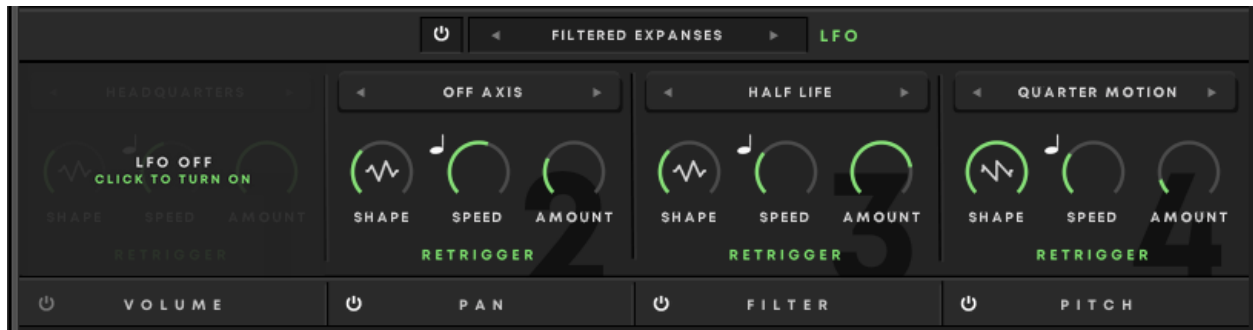 FILTERED EXPANSES LFO
HEADQUARTERS OFF AXIS HALF LIFE QUARTER MOTION
LFO OFF
CLICK TO TURN ON
SHAPE SPEED AMOUNT SHAPE SPEED AMOUNT SHAPE SPEED AMOUNT SHAPE SPEED AMOUNT
RETRIGGER RETRIGGER RETRIGGER RETRIGGER
1 2 3 4
VOLUME PAN FILTER PITCH